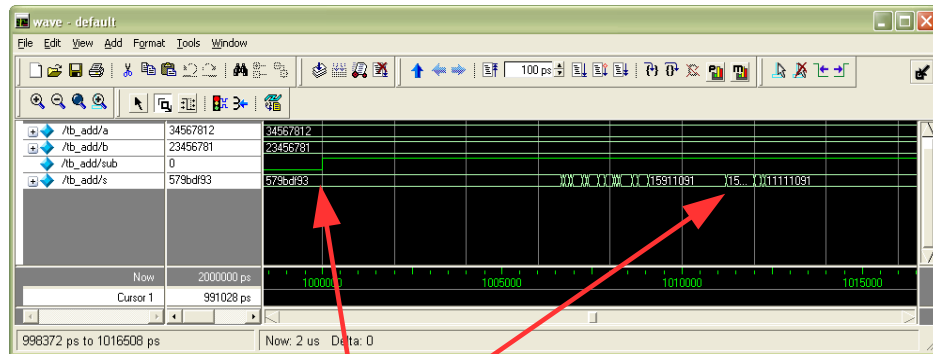 wave - default
File Edit View Add Format Tools Window
100 ps
/tb_add/a 34567812 34567812
/tb_add/b 23456781 23456781
/tb_add/sub 0
/tb_add/s 579bdf93 579bdf93 15911091 15... 11111091
Now 2000000 ps 1000000 1005000 1010000 1015000
Cursor 1 991028 ps
998372 ps to 1016508 ps Now: 2 us Delta: 0